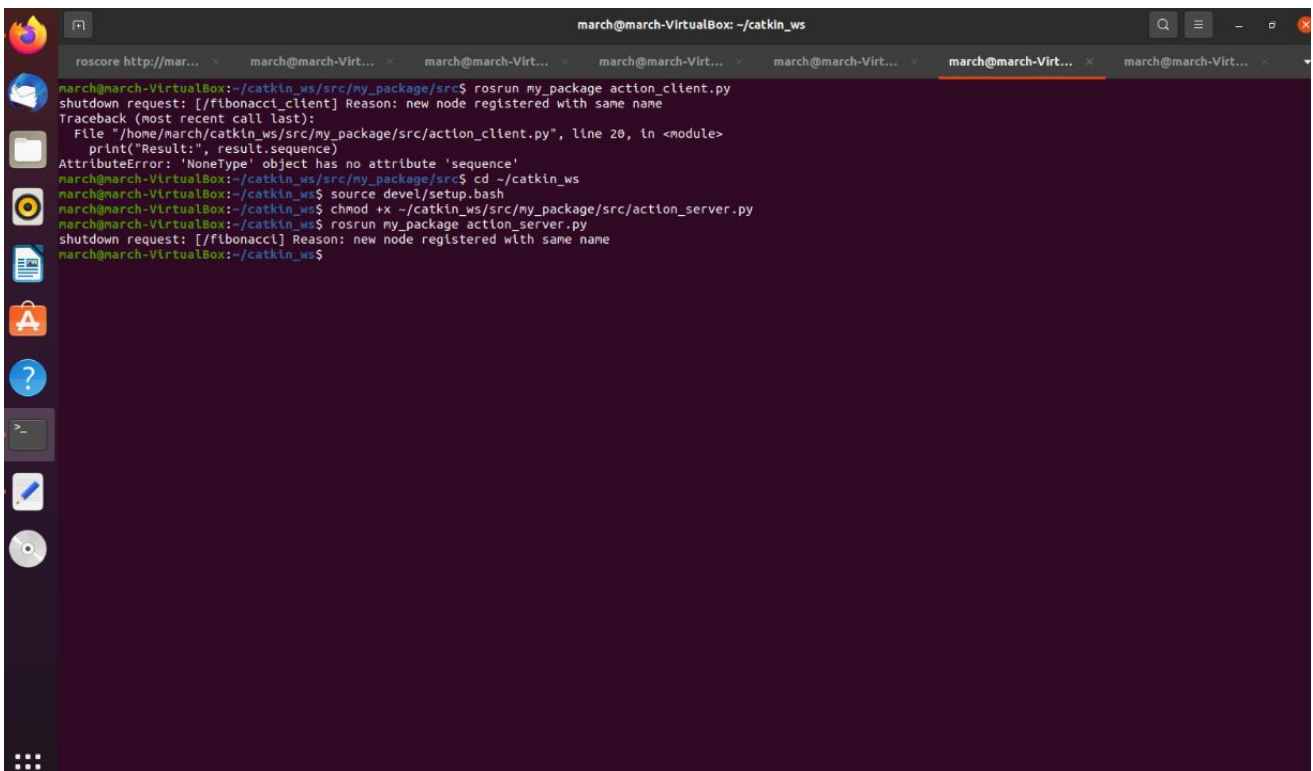 march@march-VirtualBox: ~/catkin_ws
roscore http://mar... march@march-Virt... march@march-Virt... march@march-Virt... march@march-Virt... march@march-Virt... march@march-Virt...
march@march-VirtualBox:~/catkin_ws/src/my_package/src$ rosrun my_package action_client.py
shutdown request: [/fibonacci_client] Reason: new node registered with same name
Traceback (most recent call last):
  File "/home/march/catkin_ws/src/my_package/src/action_client.py", line 20, in <module>
    print("Result:", result.sequence)
AttributeError: 'NoneType' object has no attribute 'sequence'
march@march-VirtualBox:~/catkin_ws/src/my_package/src$ cd ~/catkin_ws
march@march-VirtualBox:~/catkin_ws$ source devel/setup.bash
march@march-VirtualBox:~/catkin_ws$ chmod +x ~/catkin_ws/src/my_package/src/action_server.py
march@march-VirtualBox:~/catkin_ws$ rosrun my_package action_server.py
shutdown request: [/fibonacci] Reason: new node registered with same name
march@march-VirtualBox:~/catkin_ws$